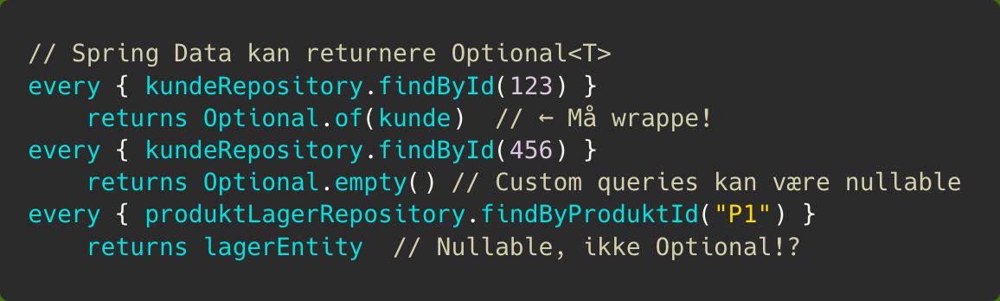 // Spring Data kan returnere Optional<T>
every { kundeRepository.findById(123) }
    returns Optional.of(kunde)  // ← Må wrappe!
every { kundeRepository.findById(456) }
    returns Optional.empty() // Custom queries kan være nullable
every { produktLagerRepository.findByProduktId("P1") }
    returns lagerEntity  // Nullable, ikke Optional!?